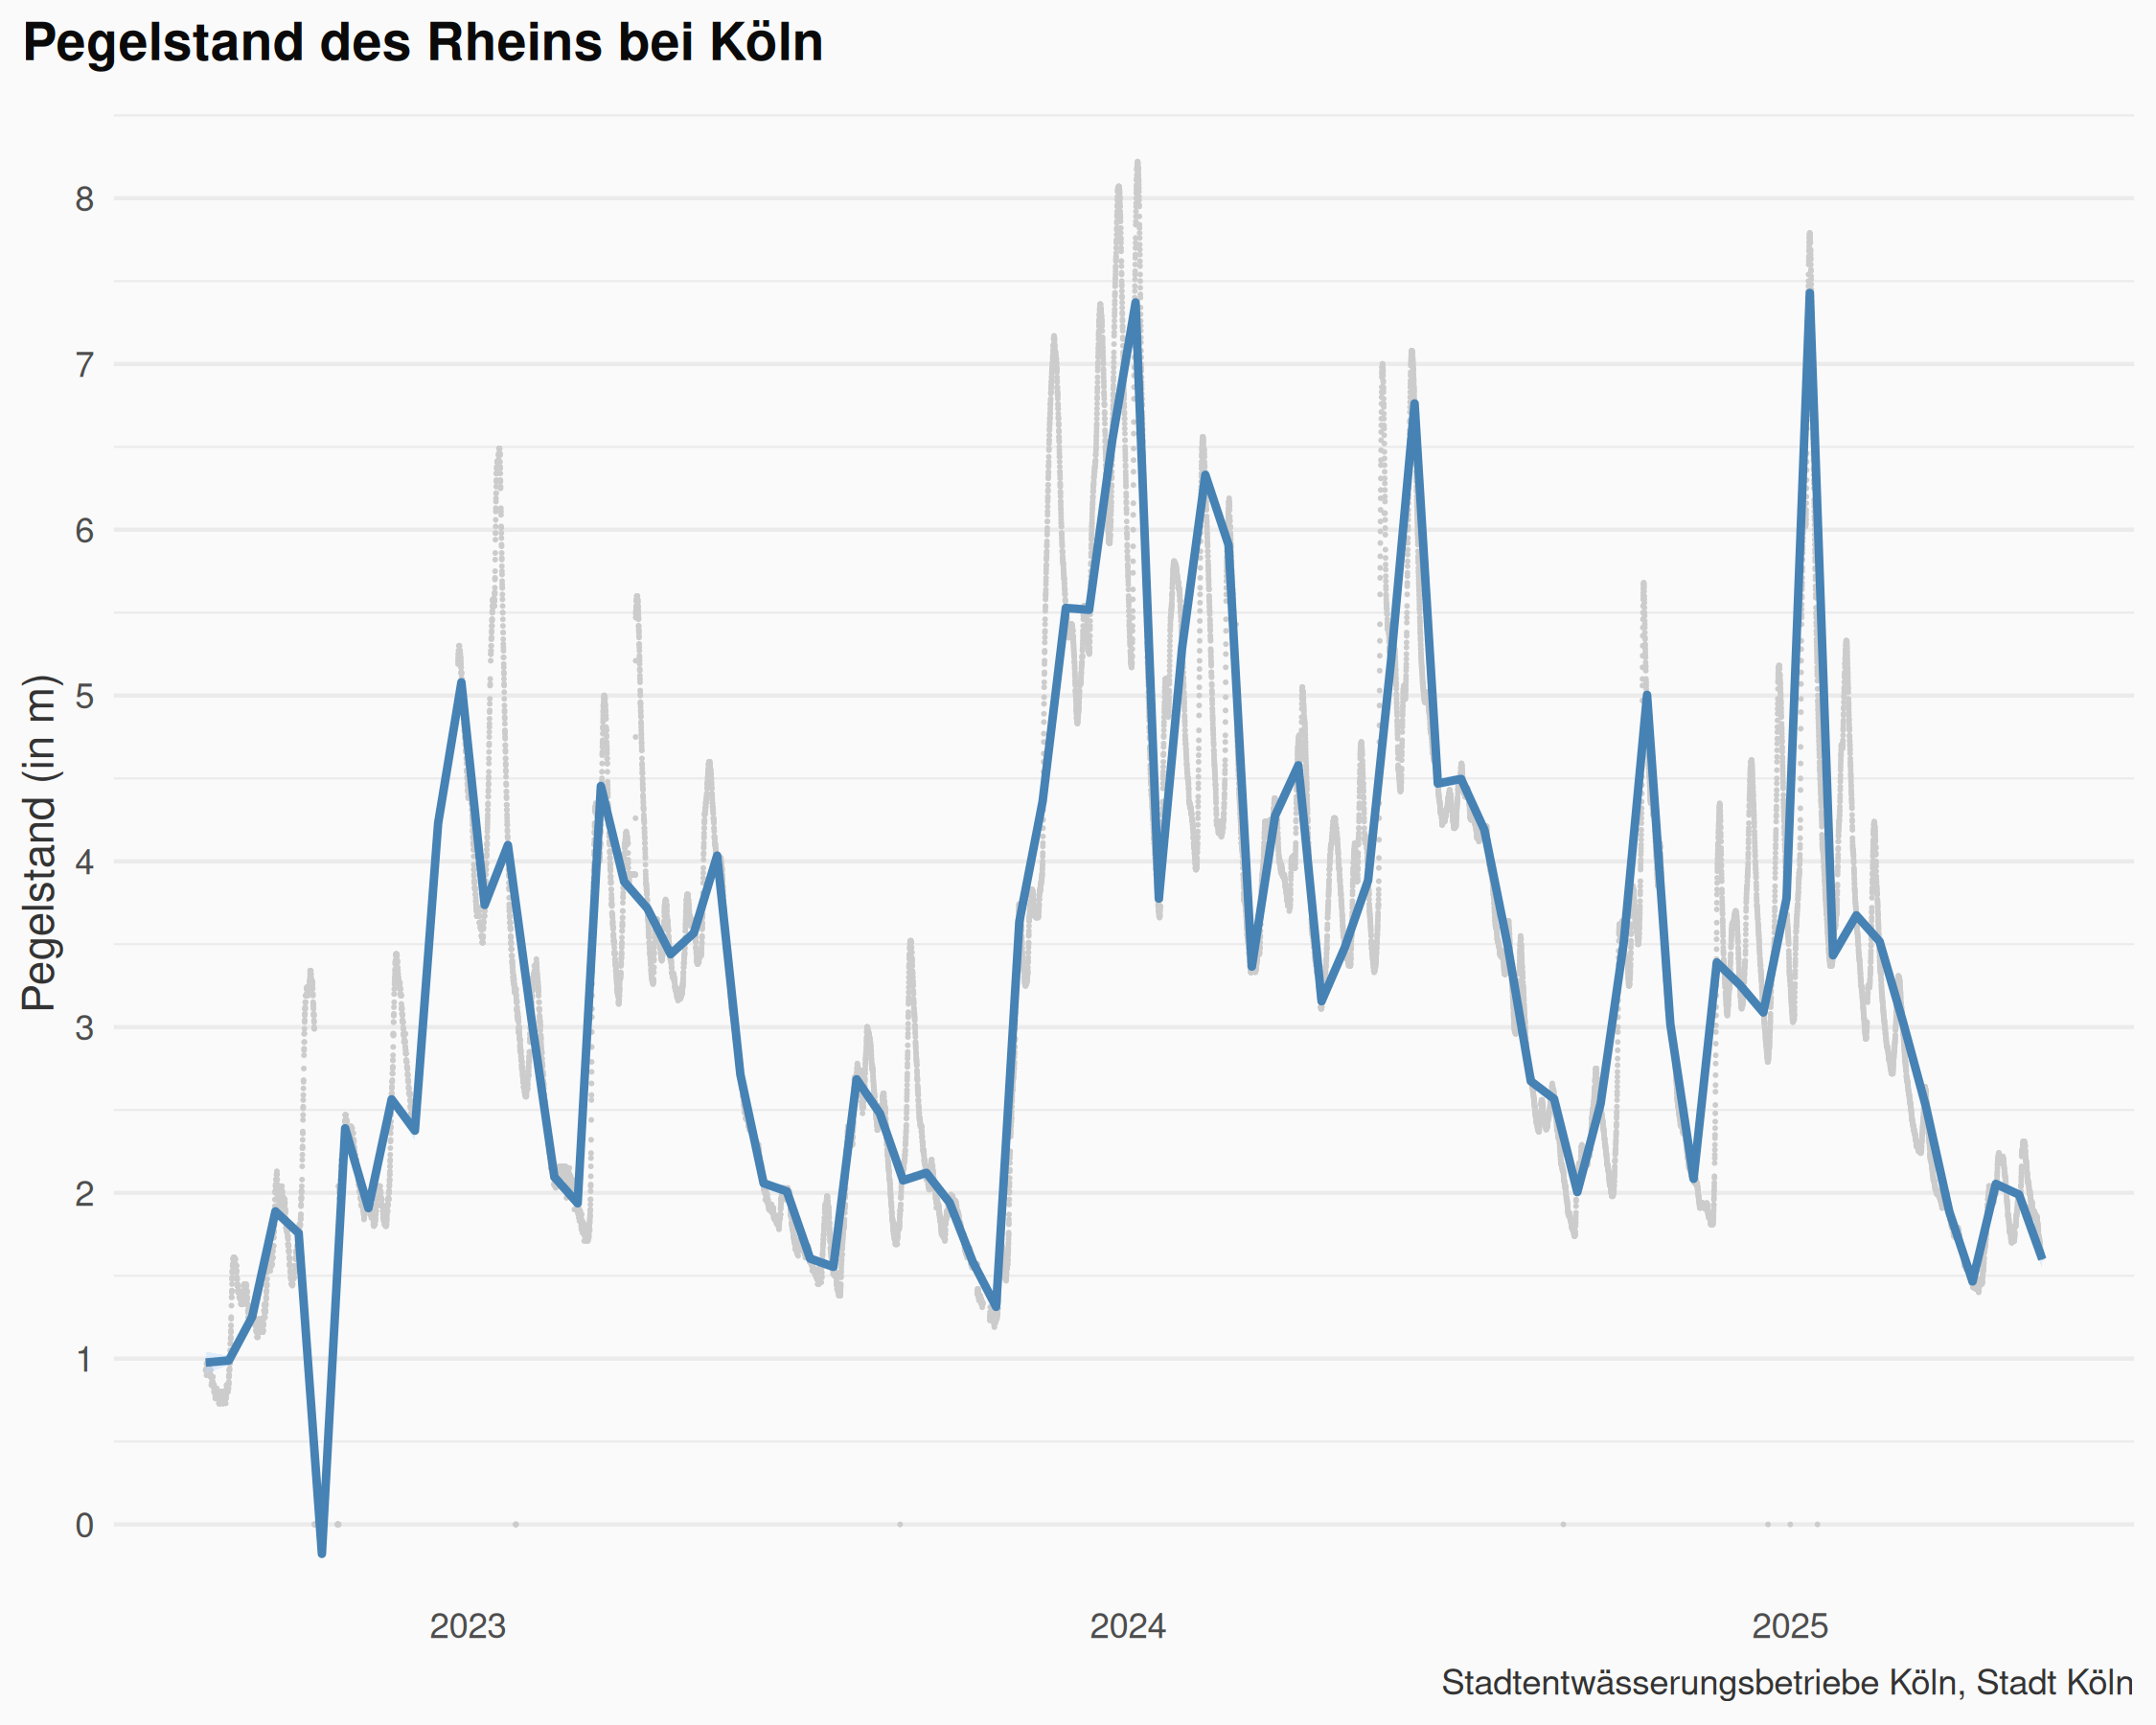 Pegelstand des Rheins bei Köln
Pegelstand (in m)
8
7
6
5
4
3
2
1
0
2023 2024 2025
Stadtentwässerungsbetriebe Köln, Stadt Köln